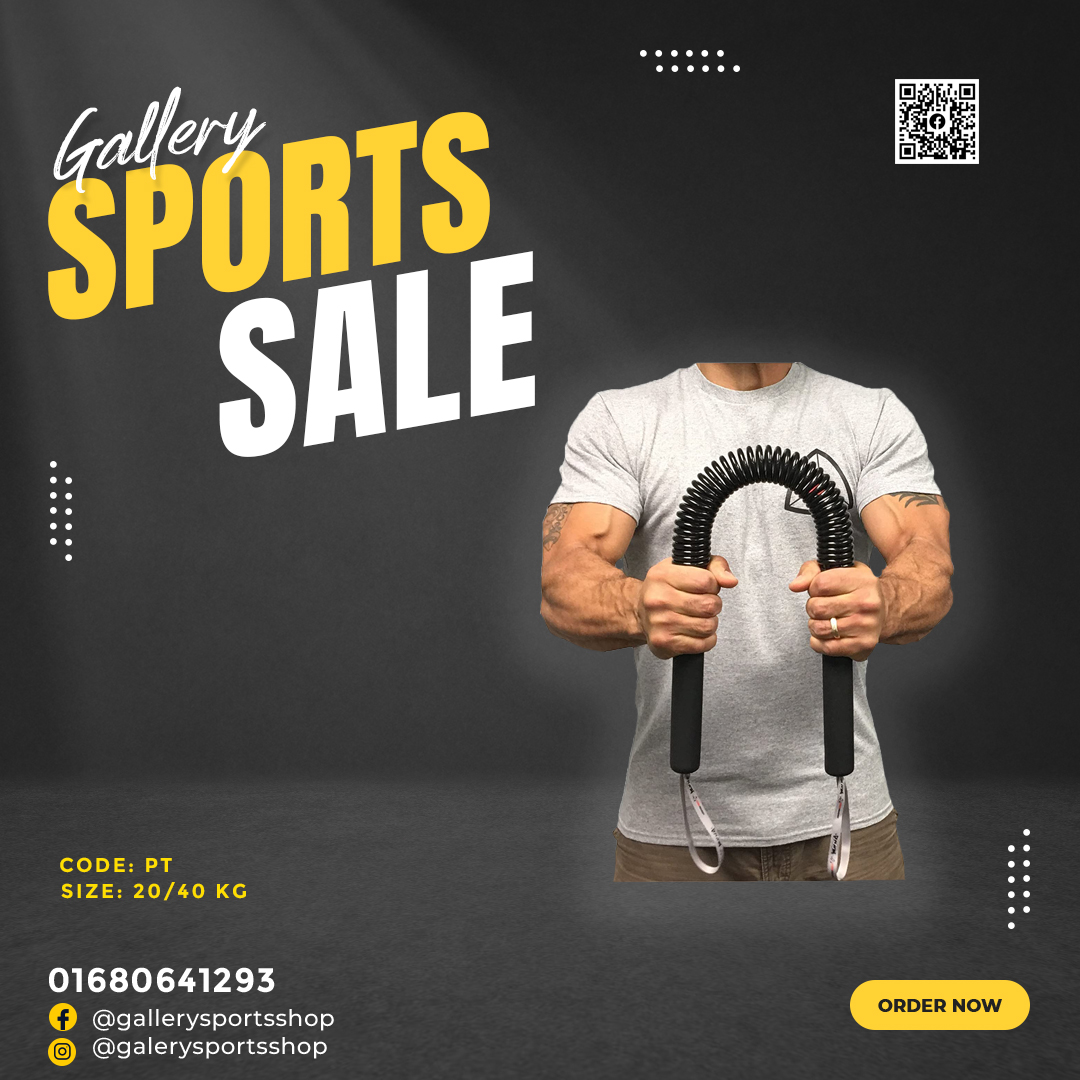 Gallery
SPORTS
SALE
CODE: PT
SIZE: 20/40 KG
01680641293
@gallerysportsshop
@galerysportsshop
ORDER NOW